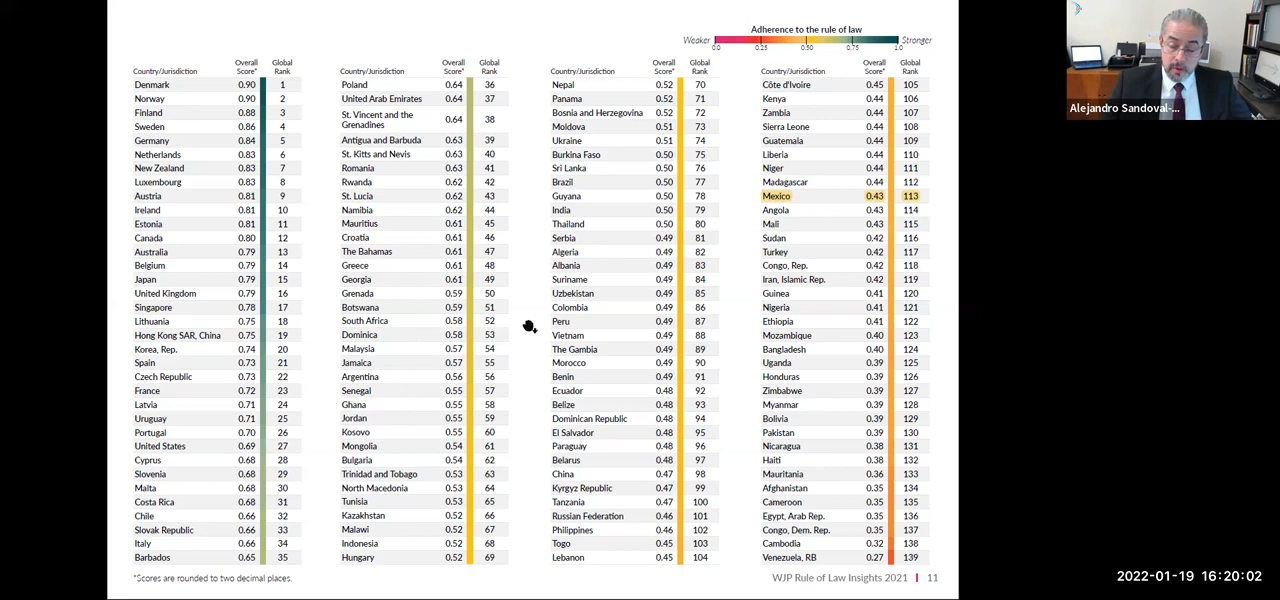 Adherence to the rule of law
Weaker Stronger
0.0 0.25 0.50 0.75 1.0
Country/Jurisdiction Overall Score* Global Rank
Denmark 0.90 1
Norway 0.90 2
Finland 0.88 3
Sweden 0.86 4
Germany 0.84 5
Netherlands 0.83 6
New Zealand 0.83 7
Luxembourg 0.83 8
Austria 0.81 9
Ireland 0.81 10
Estonia 0.81 11
Canada 0.80 12
Australia 0.79 13
Belgium 0.79 14
Japan 0.79 15
United Kingdom 0.79 16
Singapore 0.78 17
Lithuania 0.75 18
Hong Kong SAR, China 0.75 19
Korea, Rep. 0.74 20
Spain 0.73 21
Czech Republic 0.73 22
France 0.72 23
Latvia 0.71 24
Uruguay 0.71 25
Portugal 0.70 26
United States 0.69 27
Cyprus 0.68 28
Slovenia 0.68 29
Malta 0.68 30
Costa Rica 0.68 31
Chile 0.66 32
Slovak Republic 0.66 33
Italy 0.66 34
Barbados 0.65 35
Country/Jurisdiction Overall Score* Global Rank
Poland 0.64 36
United Arab Emirates 0.64 37
St. Vincent and the
Grenadines 0.64 38
Antigua and Barbuda 0.63 39
St. Kitts and Nevis 0.63 40
Romania 0.63 41
Rwanda 0.62 42
St. Lucia 0.62 43
Namibia 0.62 44
Mauritius 0.61 45
Croatia 0.61 46
The Bahamas 0.61 47
Greece 0.61 48
Georgia 0.61 49
Grenada 0.59 50
Botswana 0.59 51
South Africa 0.58 52
Dominica 0.58 53
Malaysia 0.57 54
Jamaica 0.57 55
Argentina 0.56 56
Senegal 0.55 57
Ghana 0.55 58
Jordan 0.55 59
Kosovo 0.55 60
Mongolia 0.54 61
Bulgaria 0.54 62
Trinidad and Tobago 0.53 63
North Macedonia 0.53 64
Tunisia 0.53 65
Kazakhstan 0.52 66
Malawi 0.52 67
Indonesia 0.52 68
Hungary 0.52 69
Country/Jurisdiction Overall Score* Global Rank
Nepal 0.52 70
Panama 0.52 71
Bosnia and Herzegovina 0.52 72
Moldova 0.51 73
Ukraine 0.51 74
Burkina Faso 0.50 75
Sri Lanka 0.50 76
Brazil 0.50 77
Guyana 0.50 78
India 0.50 79
Thailand 0.50 80
Serbia 0.49 81
Algeria 0.49 82
Albania 0.49 83
Suriname 0.49 84
Uzbekistan 0.49 85
Colombia 0.49 86
Peru 0.49 87
Vietnam 0.49 88
The Gambia 0.49 89
Morocco 0.49 90
Benin 0.49 91
Ecuador 0.48 92
Belize 0.48 93
Dominican Republic 0.48 94
El Salvador 0.48 95
Paraguay 0.48 96
Belarus 0.48 97
China 0.47 98
Kyrgyz Republic 0.47 99
Tanzania 0.47 100
Russian Federation 0.46 101
Philippines 0.46 102
Togo 0.45 103
Lebanon 0.45 104
Country/Jurisdiction Overall Score* Global Rank
Côte d'Ivoire 0.45 105
Kenya 0.44 106
Zambia 0.44 107
Sierra Leone 0.44 108
Guatemala 0.44 109
Liberia 0.44 110
Niger 0.44 111
Madagascar 0.44 112
Mexico 0.43 113
Angola 0.43 114
Mali 0.43 115
Sudan 0.42 116
Turkey 0.42 117
Congo, Rep. 0.42 118
Iran, Islamic Rep. 0.42 119
Guinea 0.41 120
Nigeria 0.41 121
Ethiopia 0.41 122
Mozambique 0.40 123
Bangladesh 0.40 124
Uganda 0.39 125
Honduras 0.39 126
Zimbabwe 0.39 127
Myanmar 0.39 128
Bolivia 0.39 129
Pakistan 0.39 130
Nicaragua 0.38 131
Haiti 0.38 132
Mauritania 0.36 133
Afghanistan 0.35 134
Cameroon 0.35 135
Egypt, Arab Rep. 0.35 136
Congo, Dem. Rep. 0.35 137
Cambodia 0.32 138
Venezuela, RB 0.27 139
*Scores are rounded to two decimal places.
WJP Rule of Law Insights 2021 | 11
Alejandro Sandoval-...
2022-01-19 16:20:02